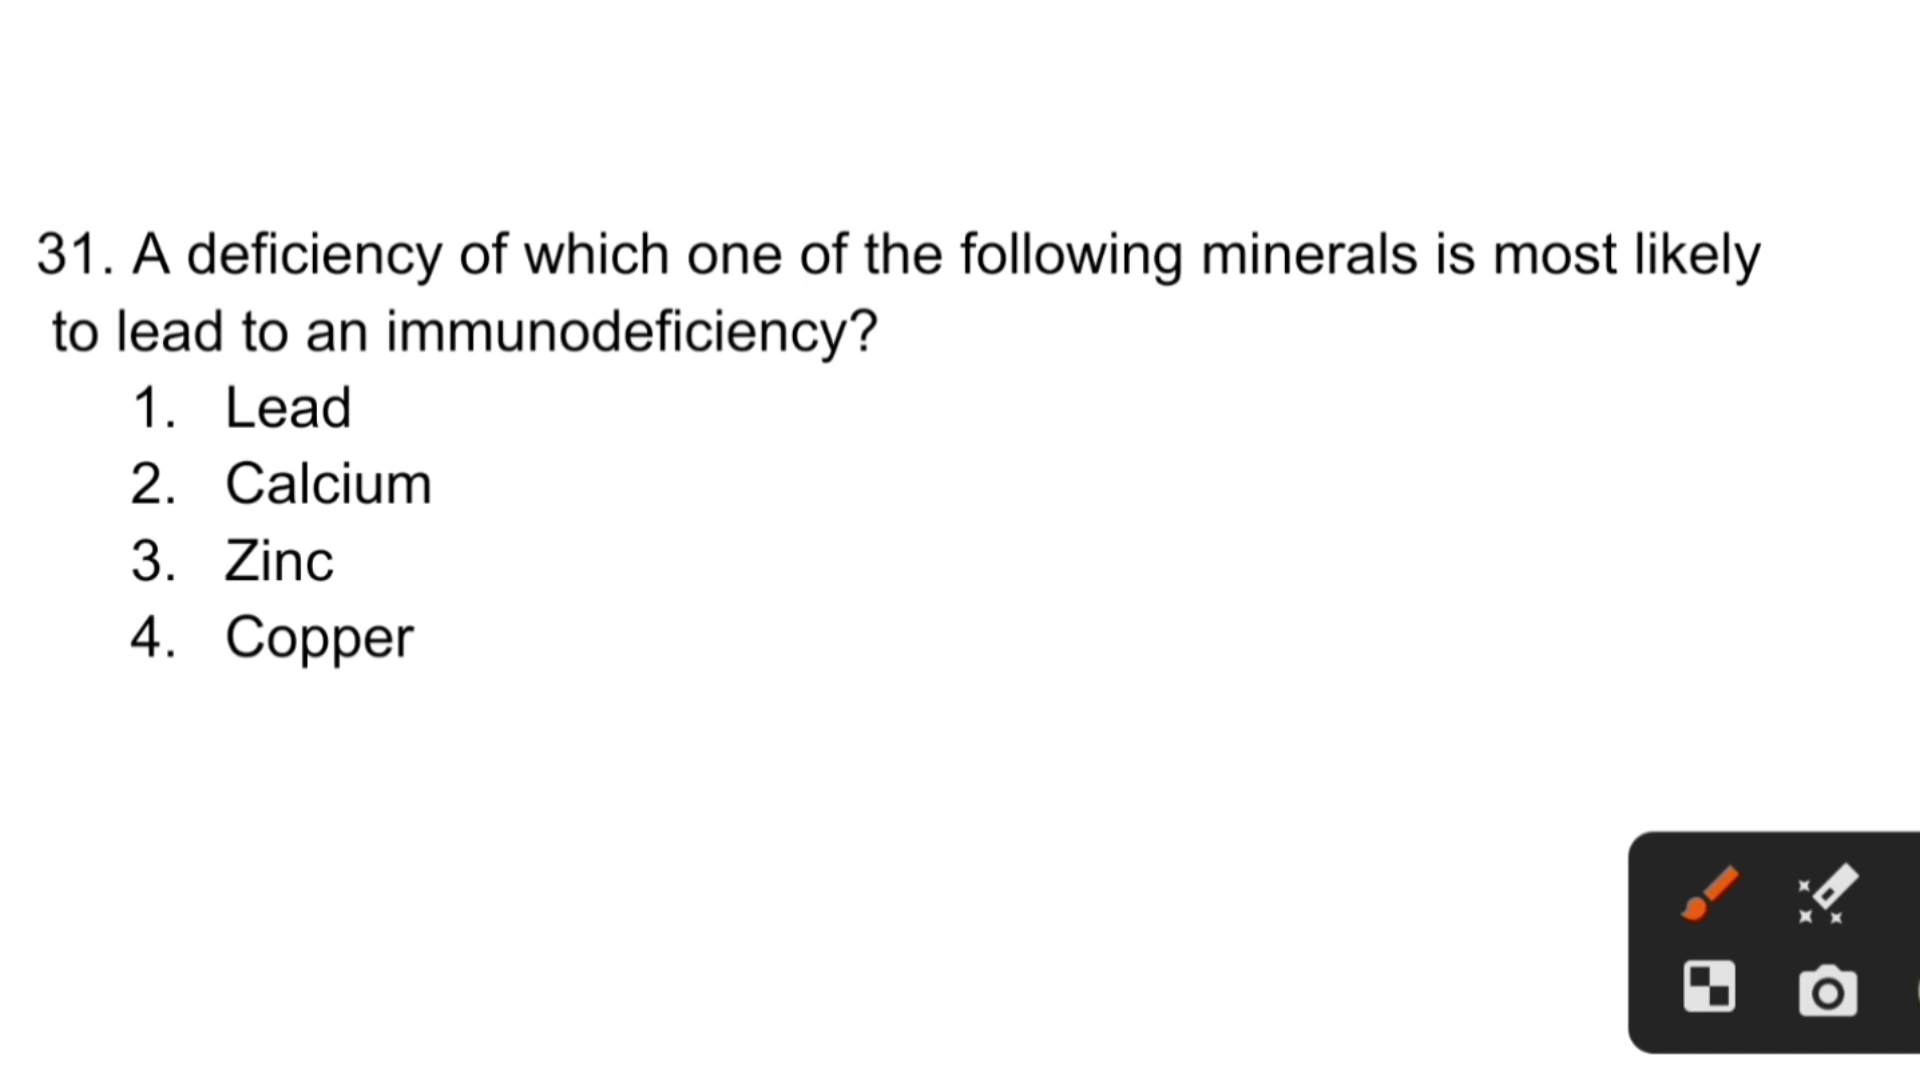 31. A deficiency of which one of the following minerals is most likely
to lead to an immunodeficiency?
1. Lead
2. Calcium
3. Zinc
4. Copper